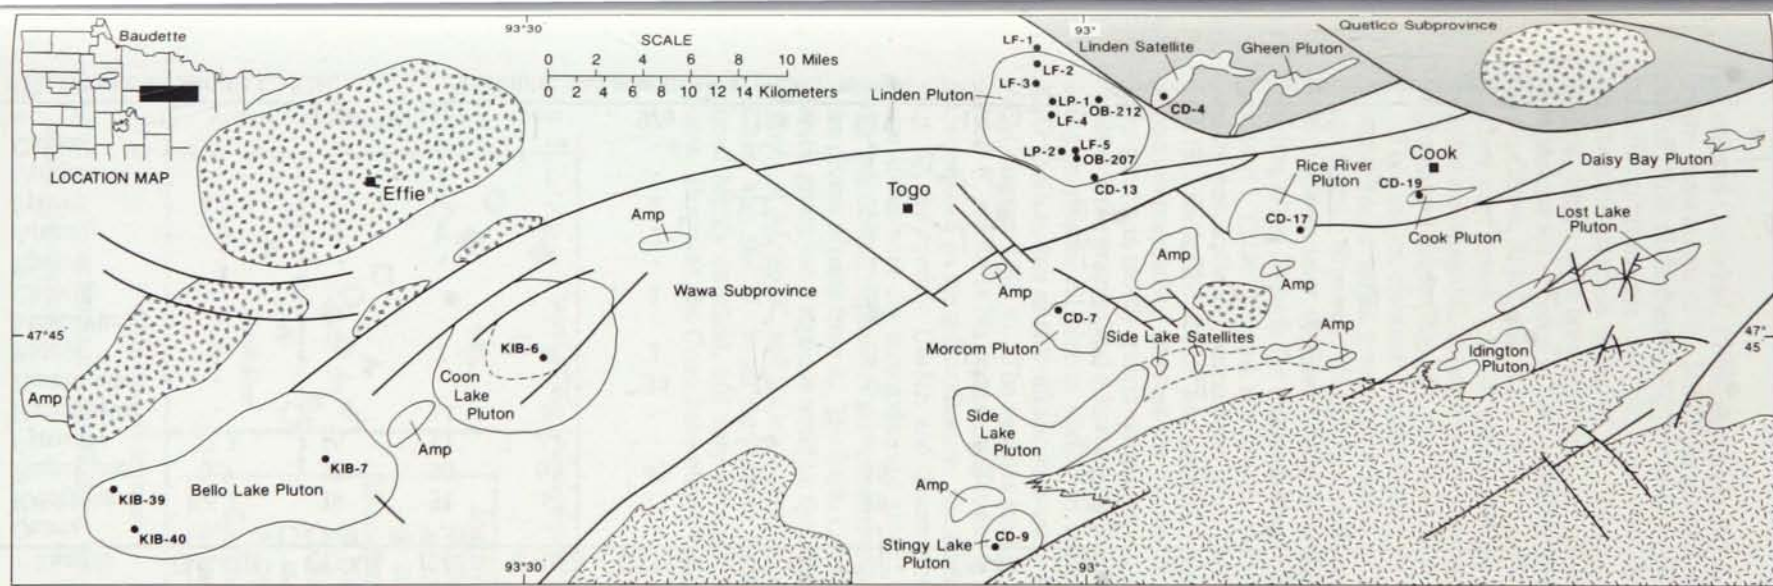 Baudette
LOCATION MAP
93°30'
SCALE
0 2 4 6 8 10 Miles
0 2 4 6 8 10 12 14 Kilometers
93°
Quetico Subprovince
LF-1
LF-2
LF-3
Linden Satellite
Gheen Pluton
Linden Pluton
LP-1
OB-212
LF-4
CD-4
LP-2
LF-5
OB-207
CD-13
Effie
Togo
Rice River
Pluton
Cook
CD-19
Daisy Bay Pluton
CD-17
Cook Pluton
Lost Lake
Pluton
Amp
Amp
Amp
Amp
Wawa Subprovince
47°45'
KIB-6
Coon
Lake
Pluton
CD-7
Morcom Pluton
Side Lake Satellites
Amp
Idington
Pluton
47°
45
Amp
Amp
Side
Lake
Pluton
KIB-7
KIB-39
Bello Lake Pluton
KIB-40
Amp
CD-9
Stingy Lake
Pluton
93°30'
93°